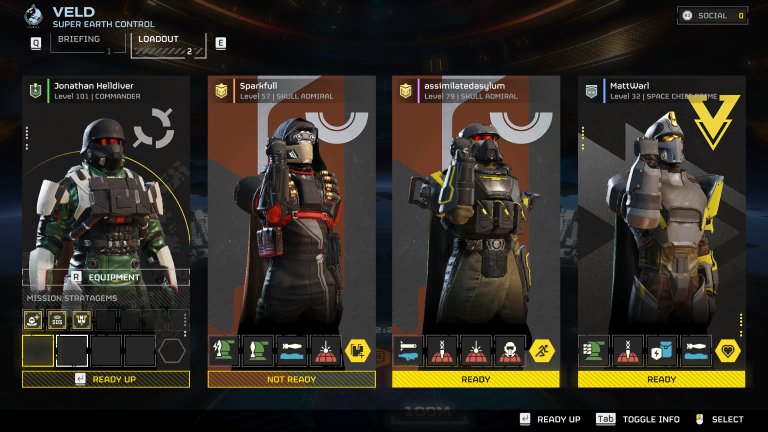 VELD
SUPER EARTH CONTROL
SOCIAL 0
Q
BRIEFING
1
LOADOUT
2
E
Jonathan Helldiver
Level 101 | COMMANDER
Sparkfull
Level 57 | SKULL ADMIRAL
assimilatedasylum
Level 79 | SKULL ADMIRAL
MattWarl
Level 32 | SPACE CHIEF PRIME
R EQUIPMENT
MISSION STRATAGEMS
SOS
READY UP
NOT READY
READY
READY
100M
READY UP
Tab TOGGLE INFO
SELECT